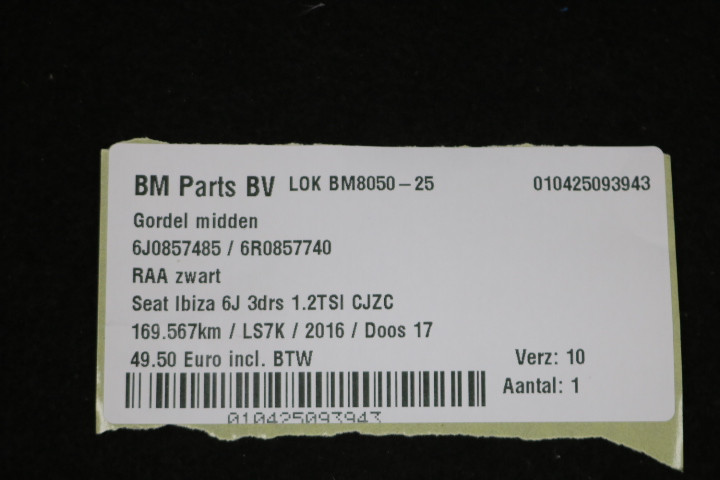 BM Parts BV LOK BM8050-25 010425093943
Gordel midden
6J0857485 / 6R0857740
RAA zwart
Seat Ibiza 6J 3drs 1.2TSI CJZC
169.567km / LS7K / 2016 / Doos 17
49.50 Euro incl. BTW Verz: 10
Aantal: 1
010425093943